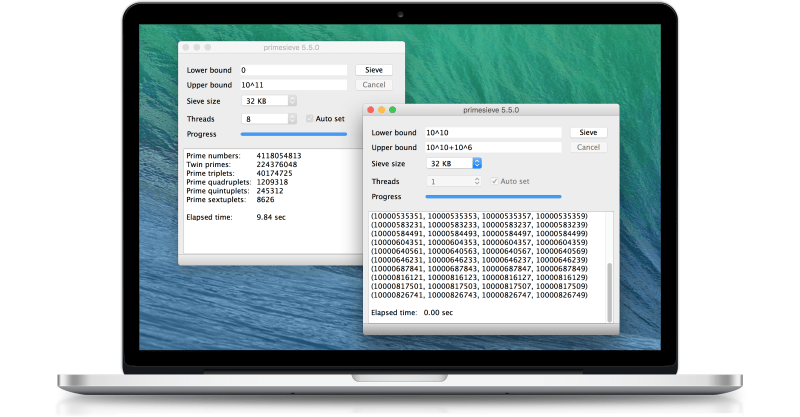 primesieve 5.5.0
Lower bound 0 Sieve
Upper bound 10^11 Cancel
Sieve size 32 KB
Threads 8 Auto set
Progress
Prime numbers: 4118054813
Twin primes: 224376048
Prime triplets: 40174725
Prime quadruplets: 1209318
Prime quintuplets: 245312
Prime sextuplets: 8626
Elapsed time: 9.84 sec
primesieve 5.5.0
Lower bound 10^10 Sieve
Upper bound 10^10+10^6 Cancel
Sieve size 32 KB
Threads 1 Auto set
Progress
(10000535351, 10000535353, 10000535357, 10000535359)
(10000583231, 10000583233, 10000583237, 10000583239)
(10000584491, 10000584493, 10000584497, 10000584499)
(10000604351, 10000604353, 10000604357, 10000604359)
(10000640561, 10000640563, 10000640567, 10000640569)
(10000646231, 10000646233, 10000646237, 10000646239)
(10000687841, 10000687843, 10000687847, 10000687849)
(10000816121, 10000816123, 10000816127, 10000816129)
(10000817501, 10000817503, 10000817507, 10000817509)
(10000826741, 10000826743, 10000826747, 10000826749)
Elapsed time: 0.00 sec